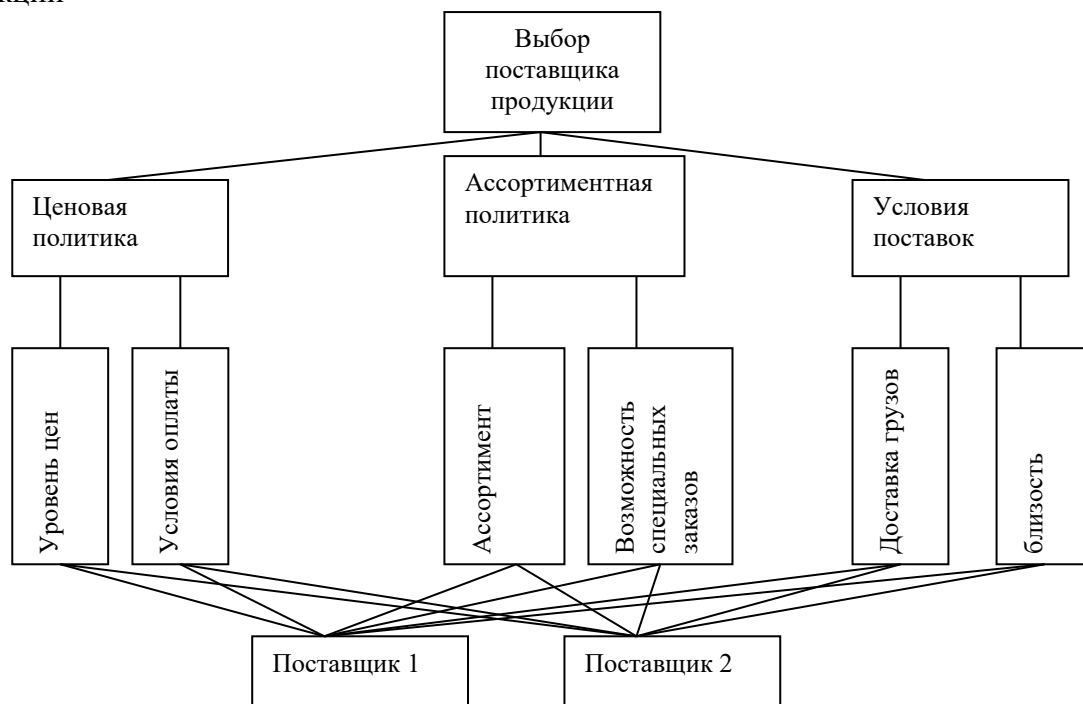 Выбор
поставщика
продукции
Ценовая
политика
Ассортиментная
политика
Условия
поставок
Уровень цен
Условия оплаты
Ассортимент
Возможность
специальных
заказов
Доставка грузов
близость
Поставщик 1
Поставщик 2